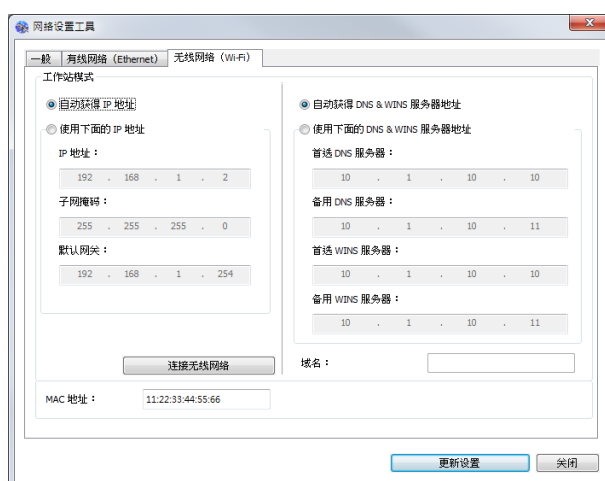 网络设置工具
一般 有线网络 (Ethernet) 无线网络 (Wi-Fi)
工作站模式
自动获得 IP 地址
使用下面的 IP 地址
IP 地址：
192 . 168 . 1 . 2
子网掩码：
255 . 255 . 255 . 0
默认网关：
192 . 168 . 1 . 254
连接无线网络
自动获得 DNS & WINS 服务器地址
使用下面的 DNS & WINS 服务器地址
首选 DNS 服务器：
10 . 1 . 10 . 10
备用 DNS 服务器：
10 . 1 . 10 . 11
首选 WINS 服务器：
10 . 1 . 10 . 10
备用 WINS 服务器：
10 . 1 . 10 . 11
域名：
MAC 地址： 11:22:33:44:55:66
更新设置 关闭